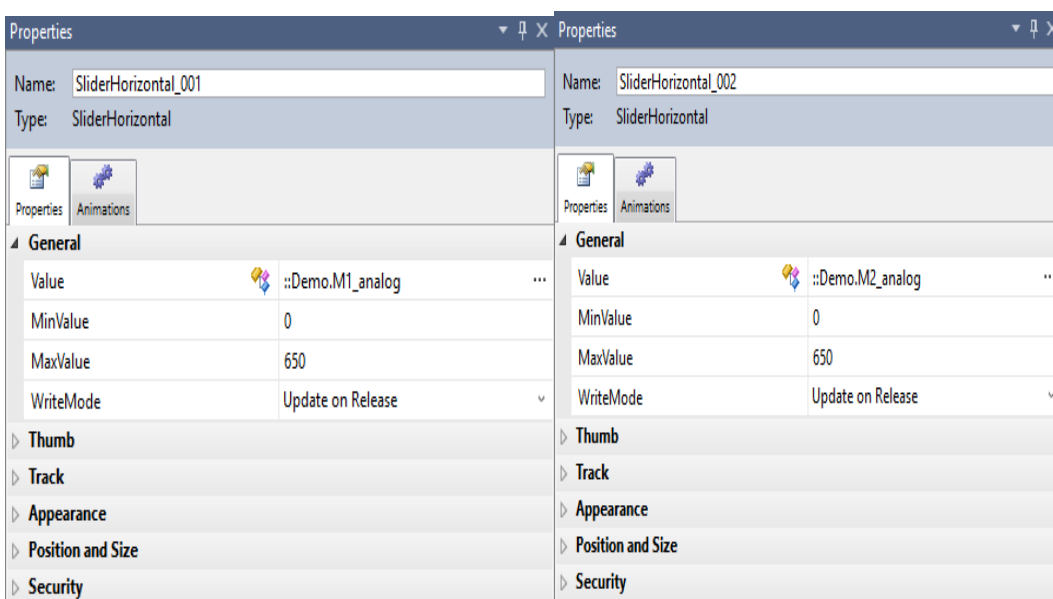 Properties
Name: SliderHorizontal_001
Type: SliderHorizontal
Properties Animations
General
Value ::Demo.M1_analog ...
MinValue 0
MaxValue 650
WriteMode Update on Release
Thumb
Track
Appearance
Position and Size
Security
Properties
Name: SliderHorizontal_002
Type: SliderHorizontal
Properties Animations
General
Value ::Demo.M2_analog ..
MinValue 0
MaxValue 650
WriteMode Update on Release
Thumb
Track
Appearance
Position and Size
Security